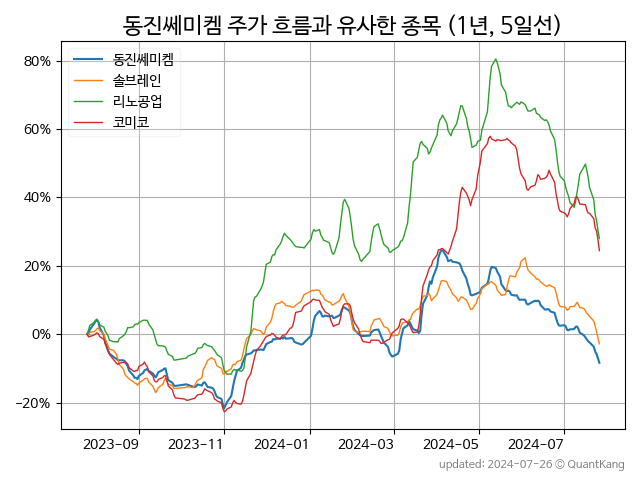 동진쎄미켐 주가 흐름과 유사한 종목 (1년, 5일선)
동진쎄미켐
솔브레인
리노공업
코미코
80%
60%
40%
20%
0%
−20%
2023-09 2023-11 2024-01 2024-03 2024-05 2024-07
updated: 2024-07-26 © QuantKang